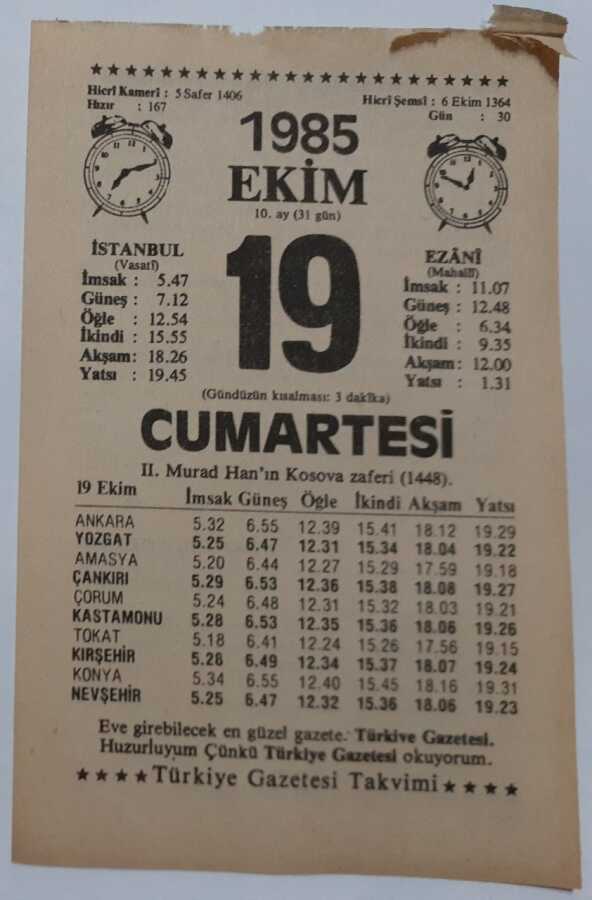 ★★★★★★★★★★★★★★★★★★★★★★★
Hicrî Kamerî : 5 Safer 1406
Hızır : 167
Hicrî Şemsî : 6 Ekim 1364
Gün : 30
1985
EKİM
10. ay (31 gün)
19
İSTANBUL
(Vasatî)
İmsak : 5.47
Güneş : 7.12
Öğle : 12.54
İkindi : 15.55
Akşam: 18.26
Yatsı : 19.45
EZÂNÎ
(Mahallî)
İmsak : 11.07
Güneş : 12.48
Öğle : 6.34
İkindi : 9.35
Akşam: 12.00
Yatsı : 1.31
(Gündüzün kısalması: 3 dakîka)
CUMARTESİ
II. Murad Han'ın Kosova zaferi (1448).
19 Ekim İmsak Güneş Öğle İkindi Akşam Yatsı
ANKARA 5.32 6.55 12.39 15.41 18.12 19.29
YOZGAT 5.25 6.47 12.31 15.34 18.04 19.22
AMASYA 5.20 6.44 12.27 15.29 17.59 19.18
ÇANKIRI 5.29 6.53 12.36 15.38 18.08 19.27
ÇORUM 5.24 6.48 12.31 15.32 18.03 19.21
KASTAMONU 5.28 6.53 12.35 15.36 18.06 19.26
TOKAT 5.18 6.41 12.24 15.26 17.56 19.15
KIRŞEHİR 5.28 6.49 12.34 15.37 18.07 19.24
KONYA 5.34 6.55 12.40 15.45 18.16 19.31
NEVŞEHİR 5.25 6.47 12.32 15.36 18.06 19.23
Eve girebilecek en güzel gazete: Türkiye Gazetesi.
Huzurluyum Çünkü Türkiye Gazetesi okuyorum.
★★★★Türkiye Gazetesi Takvimi★★★★